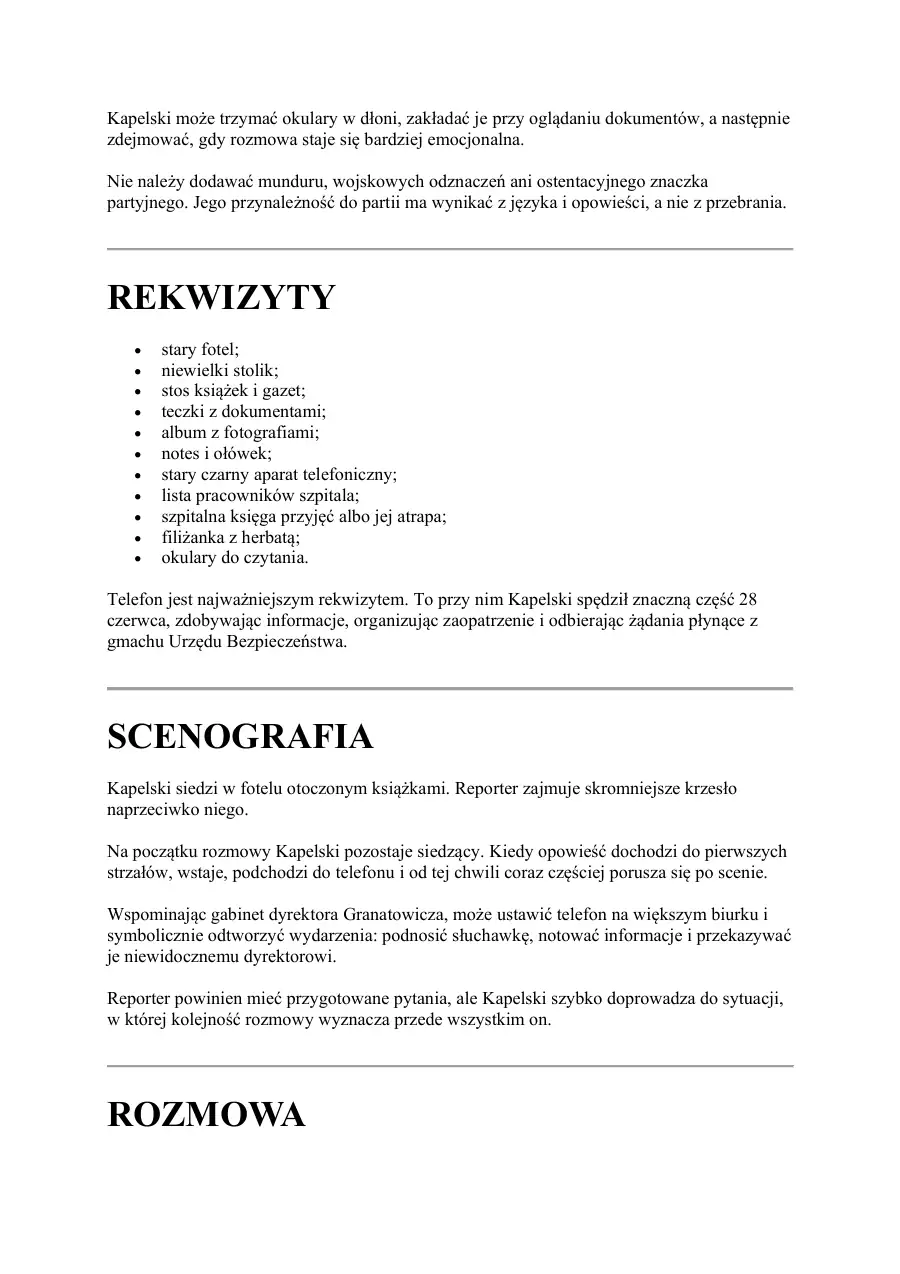 Kapelski może trzymać okulary w dłoni, zakładać je przy oglądaniu dokumentów, a następnie
zdejmować, gdy rozmowa staje się bardziej emocjonalna.
Nie należy dodawać munduru, wojskowych odznaczeń ani ostentacyjnego znaczka
partyjnego. Jego przynależność do partii ma wynikać z języka i opowieści, a nie z przebrania.
REKWIZYTY
• stary fotel;
• niewielki stolik;
• stos książek i gazet;
• teczki z dokumentami;
• album z fotografiami;
• notes i ołówek;
• stary czarny aparat telefoniczny;
• lista pracowników szpitala;
• szpitalna księga przyjęć albo jej atrapa;
• filiżanka z herbatą;
• okulary do czytania.
Telefon jest najważniejszym rekwizytem. To przy nim Kapelski spędził znaczną część 28
czerwca, zdobywając informacje, organizując zaopatrzenie i odbierając żądania płynące z
gmachu Urzędu Bezpieczeństwa.
SCENOGRAFIA
Kapelski siedzi w fotelu otoczonym książkami. Reporter zajmuje skromniejsze krzesło
naprzeciwko niego.
Na początku rozmowy Kapelski pozostaje siedzący. Kiedy opowieść dochodzi do pierwszych
strzałów, wstaje, podchodzi do telefonu i od tej chwili coraz częściej porusza się po scenie.
Wspominając gabinet dyrektora Granatowicza, może ustawić telefon na większym biurku i
symbolicznie odtworzyć wydarzenia: podnosić słuchawkę, notować informacje i przekazywać
je niewidocznemu dyrektorowi.
Reporter powinien mieć przygotowane pytania, ale Kapelski szybko doprowadza do sytuacji,
w której kolejność rozmowy wyznacza przede wszystkim on.
ROZMOWA